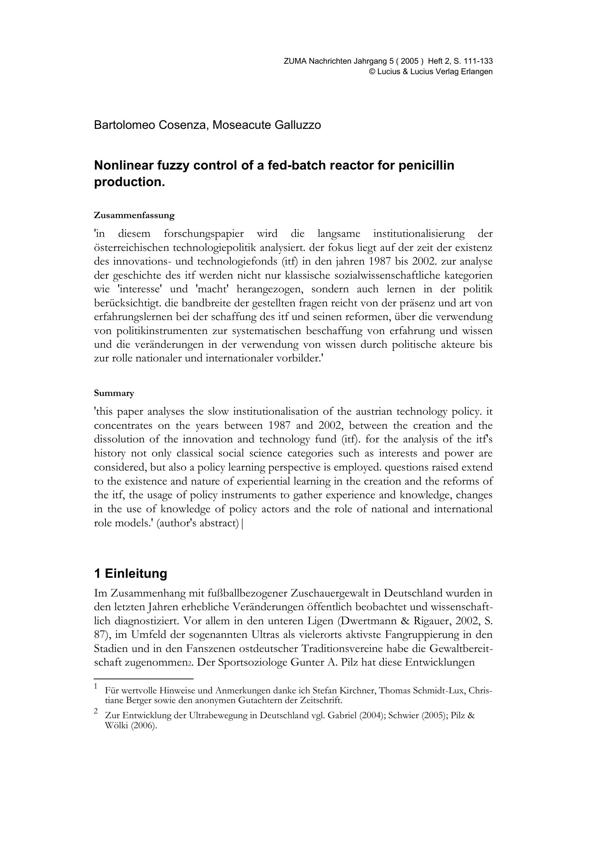 ZUMA Nachrichten Jahrgang 5 ( 2005 ) Heft 2, S. 111-133
© Lucius & Lucius Verlag Erlangen
Bartolomeo Cosenza, Moseacute Galluzzo
Nonlinear fuzzy control of a fed-batch reactor for penicillin
production.
Zusammenfassung
'in diesem forschungspapier wird die langsame institutionalisierung der
österreichischen technologiepolitik analysiert. der fokus liegt auf der zeit der existenz
des innovations- und technologiefonds (itf) in den jahren 1987 bis 2002. zur analyse
der geschichte des itf werden nicht nur klassische sozialwissenschaftliche kategorien
wie 'interesse' und 'macht' herangezogen, sondern auch lernen in der politik
berücksichtigt. die bandbreite der gestellten fragen reicht von der präsenz und art von
erfahrungslernen bei der schaffung des itf und seinen reformen, über die verwendung
von politikinstrumenten zur systematischen beschaffung von erfahrung und wissen
und die veränderungen in der verwendung von wissen durch politische akteure bis
zur rolle nationaler und internationaler vorbilder.'
Summary
'this paper analyses the slow institutionalisation of the austrian technology policy. it
concentrates on the years between 1987 and 2002, between the creation and the
dissolution of the innovation and technology fund (itf). for the analysis of the itf's
history not only classical social science categories such as interests and power are
considered, but also a policy learning perspective is employed. questions raised extend
to the existence and nature of experiential learning in the creation and the reforms of
the itf, the usage of policy instruments to gather experience and knowledge, changes
in the use of knowledge of policy actors and the role of national and international
role models.' (author's abstract)|
1 Einleitung
Im Zusammenhang mit fußballbezogener Zuschauergewalt in Deutschland wurden in
den letzten Jahren erhebliche Veränderungen öffentlich beobachtet und wissenschaft-
lich diagnostiziert. Vor allem in den unteren Ligen (Dwertmann & Rigauer, 2002, S.
87), im Umfeld der sogenannten Ultras als vielerorts aktivste Fangruppierung in den
Stadien und in den Fanszenen ostdeutscher Traditionsvereine habe die Gewaltbereit-
schaft zugenommen2. Der Sportsoziologe Gunter A. Pilz hat diese Entwicklungen
1 Für wertvolle Hinweise und Anmerkungen danke ich Stefan Kirchner, Thomas Schmidt-Lux, Chris-
tiane Berger sowie den anonymen Gutachtern der Zeitschrift.
2 Zur Entwicklung der Ultrabewegung in Deutschland vgl. Gabriel (2004); Schwier (2005); Pilz &
Wölki (2006).